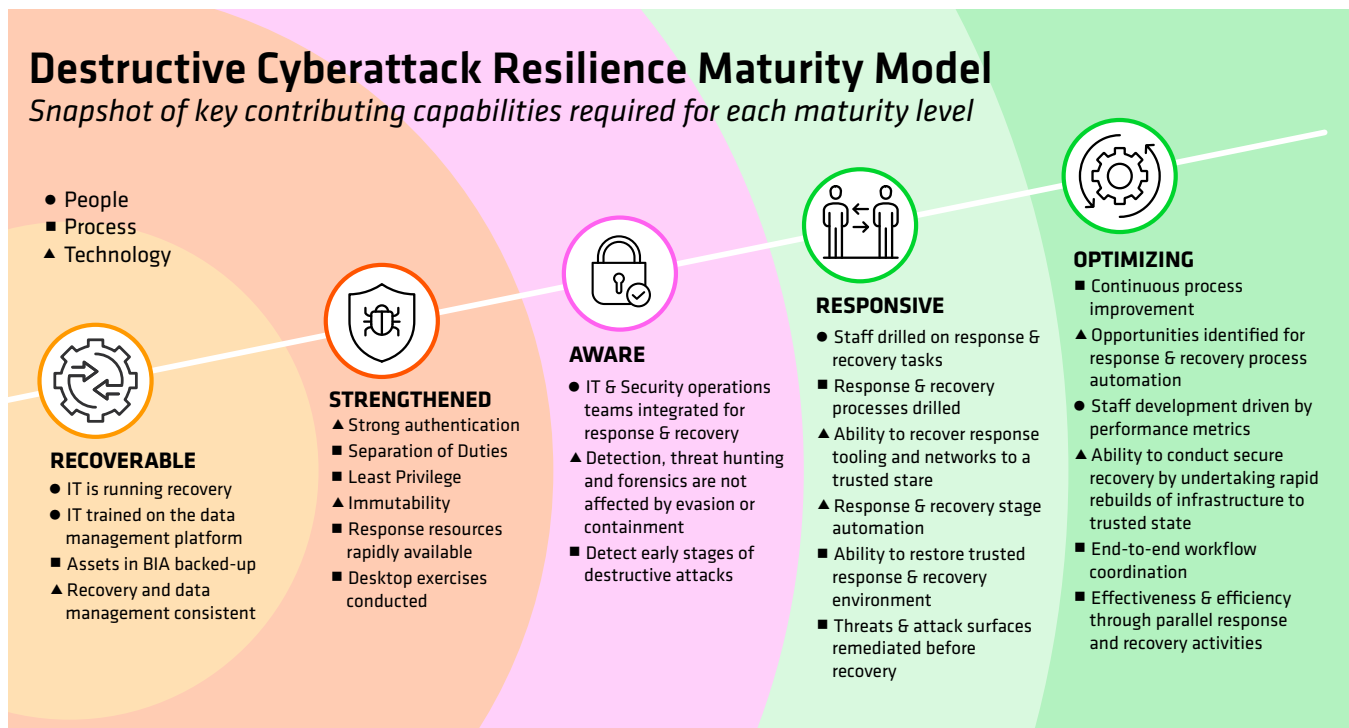 Destructive Cyberattack Resilience Maturity Model
Snapshot of key contributing capabilities required for each maturity level
● People
■ Process
▲ Technology
RECOVERABLE
● IT is running recovery
● IT trained on the data
management platform
■ Assets in BIA backed-up
▲ Recovery and data
management consistent
STRENGTHENED
▲ Strong authentication
■ Separation of Duties
■ Least Privilege
▲ Immutability
■ Response resources
rapidly available
■ Desktop exercises
conducted
AWARE
● IT & Security operations
teams integrated for
response & recovery
▲ Detection, threat hunting
and forensics are not
affected by evasion or
containment
■ Detect early stages of
destructive attacks
RESPONSIVE
● Staff drilled on response &
recovery tasks
■ Response & recovery
processes drilled
▲ Ability to recover response
tooling and networks to a
trusted stare
▲ Response & recovery stage
automation
■ Ability to restore trusted
response & recovery
environment
■ Threats & attack surfaces
remediated before
recovery
OPTIMIZING
■ Continuous process
improvement
▲ Opportunities identified for
response & recovery process
automation
● Staff development driven by
performance metrics
▲ Ability to conduct secure
recovery by undertaking rapid
rebuilds of infrastructure to
trusted state
■ End-to-end workflow
coordination
■ Effectiveness & efficiency
through parallel response
and recovery activities